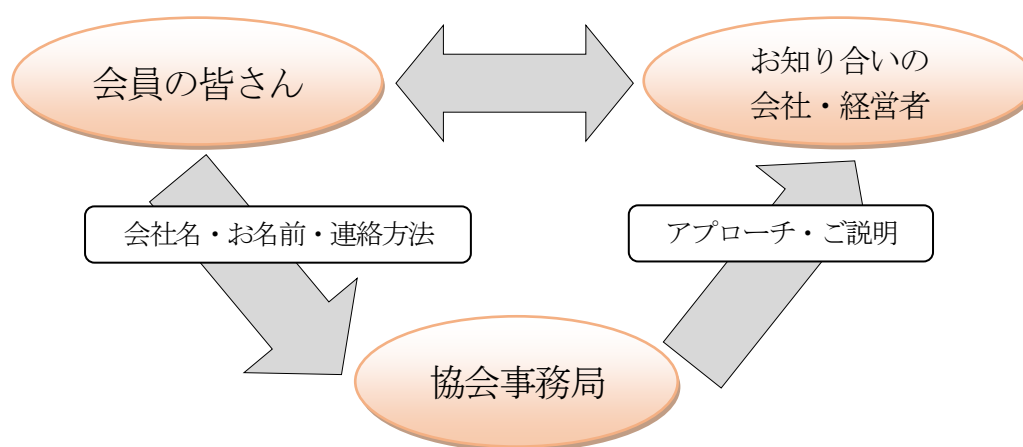 会員の皆さん
お知り合いの
会社・経営者
会社名・お名前・連絡方法
アプローチ・ご説明
協会事務局